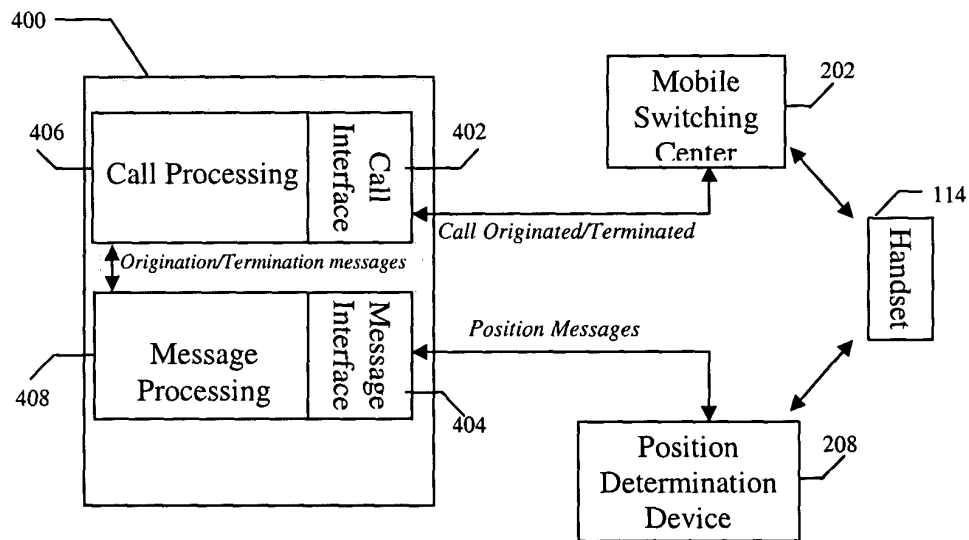 400
406
Call Processing
Call
Interface
402
Call Originated/Terminated
Origination/Termination messages
408
Message
Processing
Message
Interface
404
Position Messages
Mobile
Switching
Center
202
114
Handset
Position
Determination
Device
208